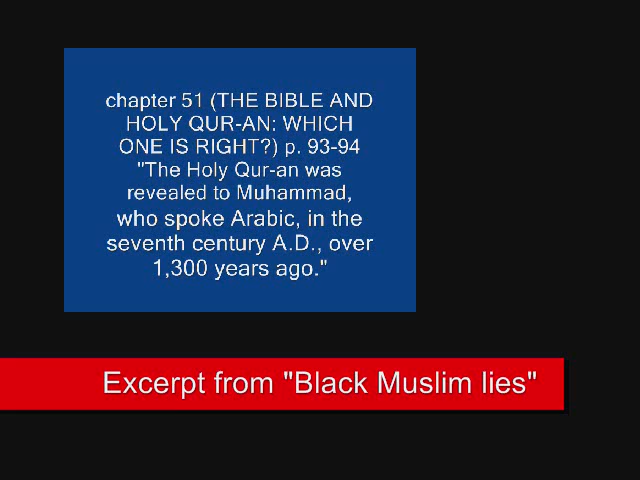 chapter 51 (THE BIBLE AND
HOLY QUR-AN: WHICH
ONE IS RIGHT?) p. 93-94
"The Holy Qur-an was
revealed to Muhammad,
who spoke Arabic, in the
seventh century A.D., over
1,300 years ago."
Excerpt from "Black Muslim lies"